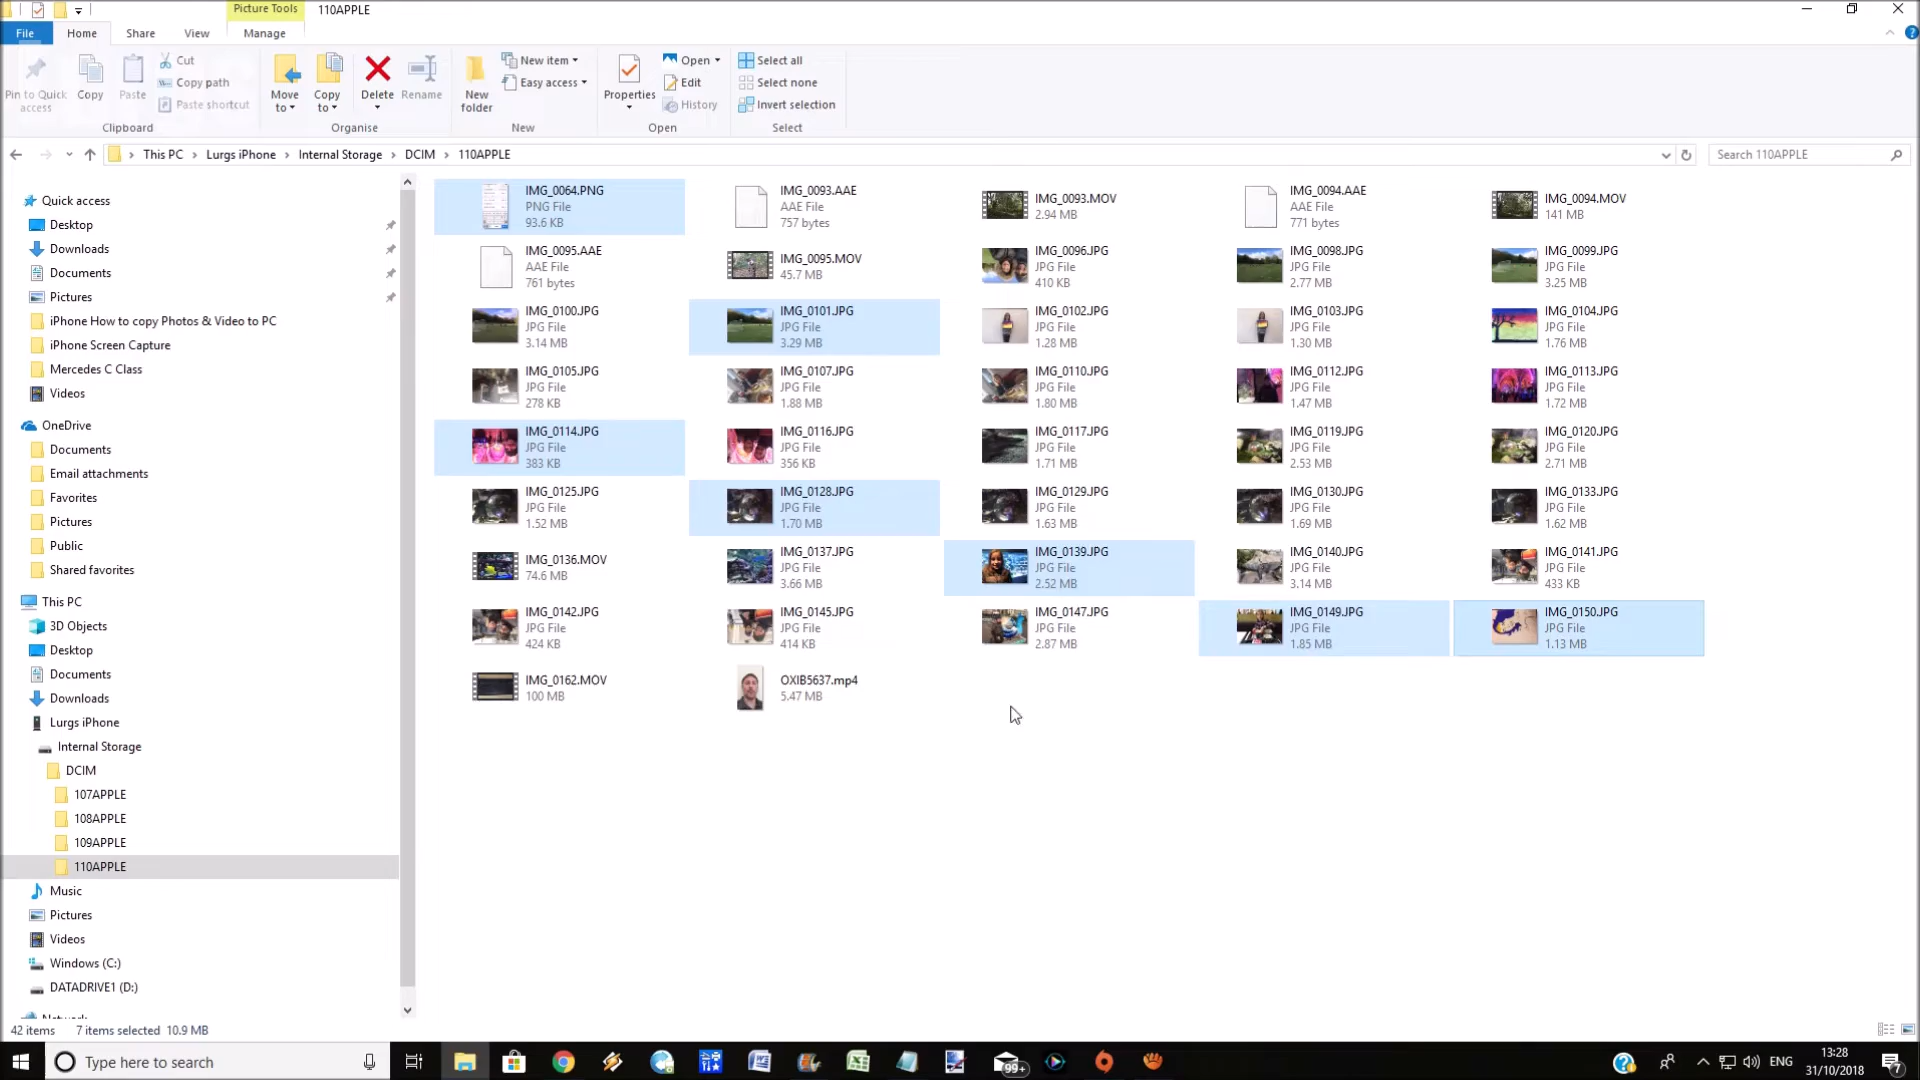 Picture Tools
110APPLE
File
Home
Share
View
Manage
Pin to Quick access
Copy
Paste
Cut
Copy path
Paste shortcut
Clipboard
Move to
Copy to
Delete
Rename
Organise
New folder
New item
Easy access
New
Properties
Open
Edit
History
Open
Select all
Select none
Invert selection
Select
This PC > Lurgs iPhone > Internal Storage > DCIM > 110APPLE
Search 110APPLE
Quick access
Desktop
Downloads
Documents
Pictures
iPhone How to copy Photos & Video to PC
iPhone Screen Capture
Mercedes C Class
Videos
OneDrive
Documents
Email attachments
Favorites
Pictures
Public
Shared favorites
This PC
3D Objects
Desktop
Documents
Downloads
Lurgs iPhone
Internal Storage
DCIM
107APPLE
108APPLE
109APPLE
110APPLE
Music
Pictures
Videos
Windows (C:)
DATADRIVE1 (D:)
Network
IMG_0064.PNG
PNG File
93.6 KB
IMG_0093.AAE
AAE File
757 bytes
IMG_0093.MOV
2.94 MB
IMG_0094.AAE
AAE File
771 bytes
IMG_0094.MOV
141 MB
IMG_0095.AAE
AAE File
761 bytes
IMG_0095.MOV
45.7 MB
IMG_0096.JPG
JPG File
410 KB
IMG_0098.JPG
JPG File
2.77 MB
IMG_0099.JPG
JPG File
3.25 MB
IMG_0100.JPG
JPG File
3.14 MB
IMG_0101.JPG
JPG File
3.29 MB
IMG_0102.JPG
JPG File
1.28 MB
IMG_0103.JPG
JPG File
1.30 MB
IMG_0104.JPG
JPG File
1.76 MB
IMG_0105.JPG
JPG File
278 KB
IMG_0107.JPG
JPG File
1.88 MB
IMG_0110.JPG
JPG File
1.80 MB
IMG_0112.JPG
JPG File
1.47 MB
IMG_0113.JPG
JPG File
1.72 MB
IMG_0114.JPG
JPG File
383 KB
IMG_0116.JPG
JPG File
356 KB
IMG_0117.JPG
JPG File
1.71 MB
IMG_0119.JPG
JPG File
2.53 MB
IMG_0120.JPG
JPG File
2.71 MB
IMG_0125.JPG
JPG File
1.52 MB
IMG_0128.JPG
JPG File
1.70 MB
IMG_0129.JPG
JPG File
1.63 MB
IMG_0130.JPG
JPG File
1.69 MB
IMG_0133.JPG
JPG File
1.62 MB
IMG_0136.MOV
74.6 MB
IMG_0137.JPG
JPG File
3.66 MB
IMG_0139.JPG
JPG File
2.52 MB
IMG_0140.JPG
JPG File
3.14 MB
IMG_0141.JPG
JPG File
433 KB
IMG_0142.JPG
JPG File
424 KB
IMG_0145.JPG
JPG File
414 KB
IMG_0147.JPG
JPG File
2.87 MB
IMG_0149.JPG
JPG File
1.85 MB
IMG_0150.JPG
JPG File
1.13 MB
IMG_0162.MOV
100 MB
OXIB5637.mp4
5.47 MB
42 items 7 items selected 10.9 MB
Type here to search
99+
ENG
13:28
31/10/2018
7